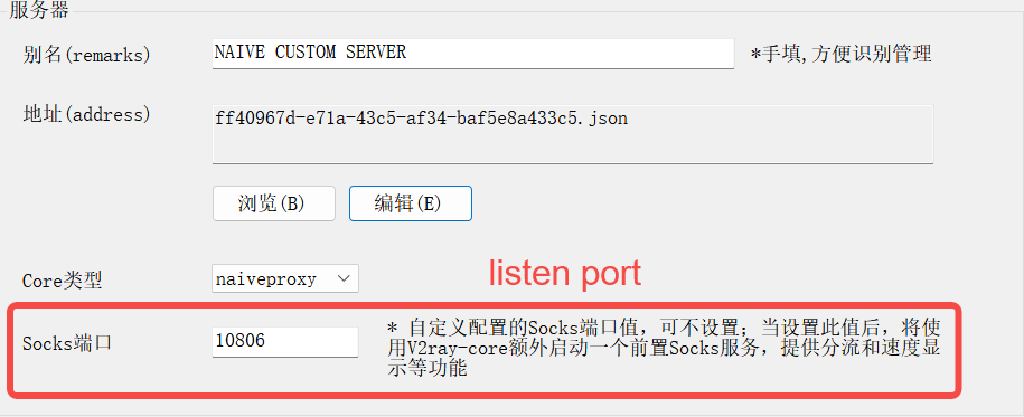 服务器
别名(remarks)
NAIVE CUSTOM SERVER
*手填,方便识别管理
地址(address)
ff40967d-e71a-43c5-af34-baf5e8a433c5.json
浏览(B)
编辑(E)
Core类型
naiveproxy
listen port
Socks端口
10806
* 自定义配置的Socks端口值，可不设置；当设置此值后，将使
用V2ray-core额外启动一个前置Socks服务，提供分流和速度显
示等功能